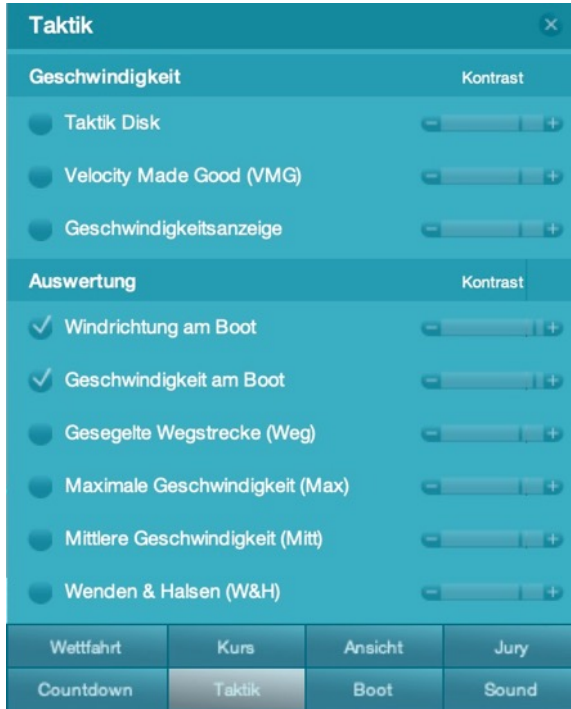 Taktik
Geschwindigkeit Kontrast
Taktik Disk
Velocity Made Good (VMG)
Geschwindigkeitsanzeige
Auswertung Kontrast
Windrichtung am Boot
Geschwindigkeit am Boot
Gesegelte Wegstrecke (Weg)
Maximale Geschwindigkeit (Max)
Mittlere Geschwindigkeit (Mitt)
Wenden & Halsen (W&H)
Wettfahrt Kurs Ansicht Jury
Countdown Taktik Boot Sound